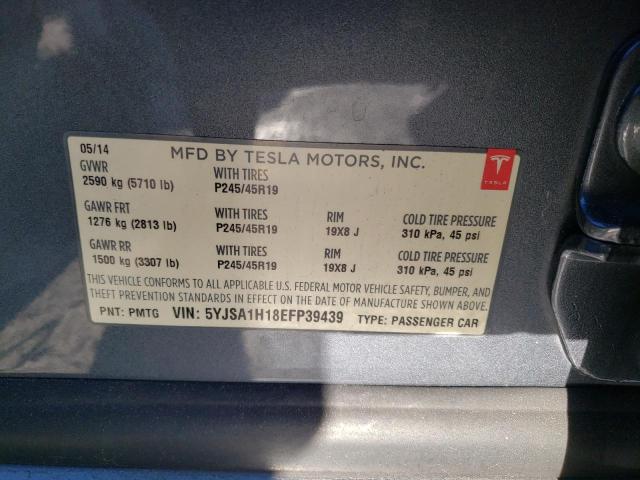 05/14
MFD BY TESLA MOTORS, INC.
TESLA
GVWR WITH TIRES
2590 kg (5710 lb) P245/45R19
GAWR FRT WITH TIRES RIM COLD TIRE PRESSURE
1276 kg (2813 lb) P245/45R19 19X8 J 310 kPa, 45 psi
GAWR RR WITH TIRES RIM COLD TIRE PRESSURE
1500 kg (3307 lb) P245/45R19 19X8 J 310 kPa, 45 psi
THIS VEHICLE CONFORMS TO ALL APPLICABLE U.S. FEDERAL MOTOR VEHICLE SAFETY, BUMPER, AND
THEFT PREVENTION STANDARDS IN EFFECT ON THE DATE OF MANUFACTURE SHOWN ABOVE.
PNT: PMTG VIN: 5YJSA1H18EFP39439 TYPE: PASSENGER CAR